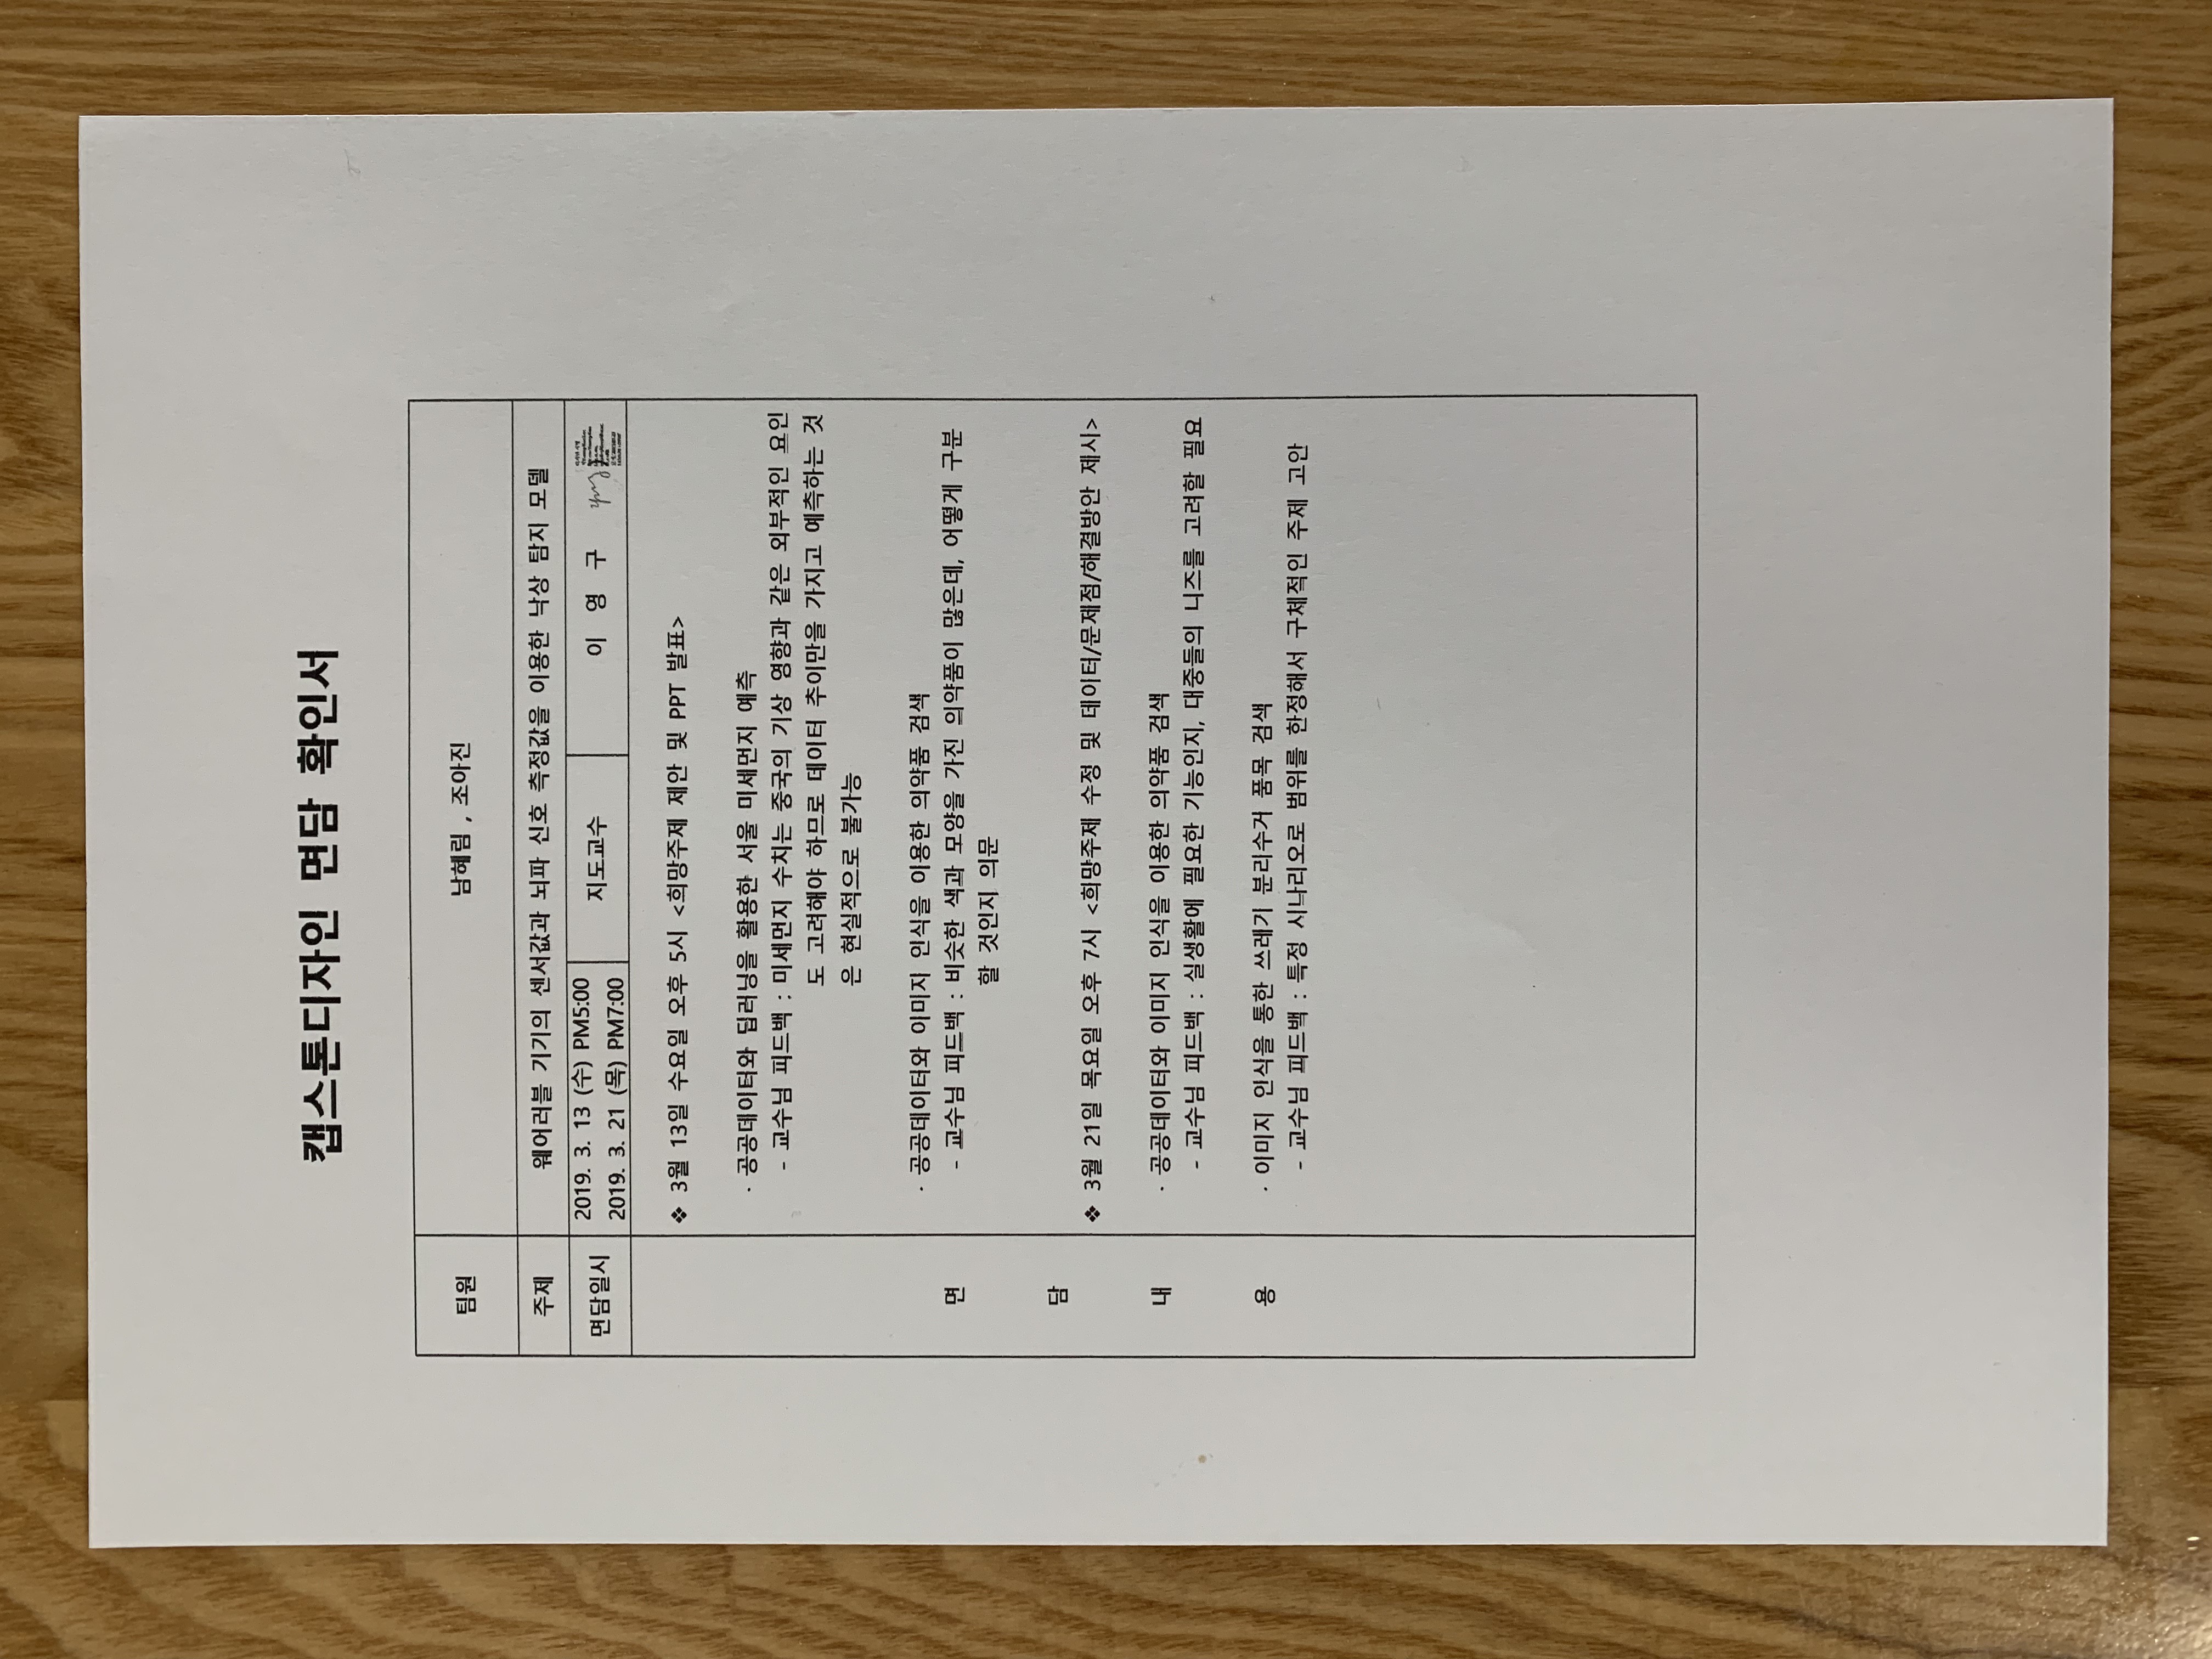 캡스톤디자인 면담 확인서
팀원
남혜림 , 조아진
주제
웨어러블 기기의 센서값과 뇌파 신호 측정값을 이용한 낙상 탐지 모델
면담일시
2019. 3. 13 (수) PM5:00
2019. 3. 21 (목) PM7:00
지도교수
이 영 구
면
담
내
용
❖ 3월 13일 수요일 오후 5시 <희망주제 제안 및 PPT 발표>
· 공공데이터와 딥러닝을 활용한 서울 미세먼지 예측
- 교수님 피드백 : 미세먼지 수치는 중국의 기상 영향과 같은 외부적인 요인
도 고려해야 하므로 데이터 추이만을 가지고 예측하는 것
은 현실적으로 불가능
· 공공데이터와 이미지 인식을 이용한 의약품 검색
- 교수님 피드백 : 비슷한 색과 모양을 가진 의약품이 많은데, 어떻게 구분
할 것인지 의문
❖ 3월 21일 목요일 오후 7시 <희망주제 수정 및 데이터/문제점/해결방안 제시>
· 공공데이터와 이미지 인식을 이용한 의약품 검색
- 교수님 피드백 : 실생활에 필요한 기능인지, 대중들의 니즈를 고려할 필요
· 이미지 인식을 통한 쓰레기 분리수거 품목 검색
- 교수님 피드백 : 특정 시나리오로 범위를 한정해서 구체적인 주제 고안